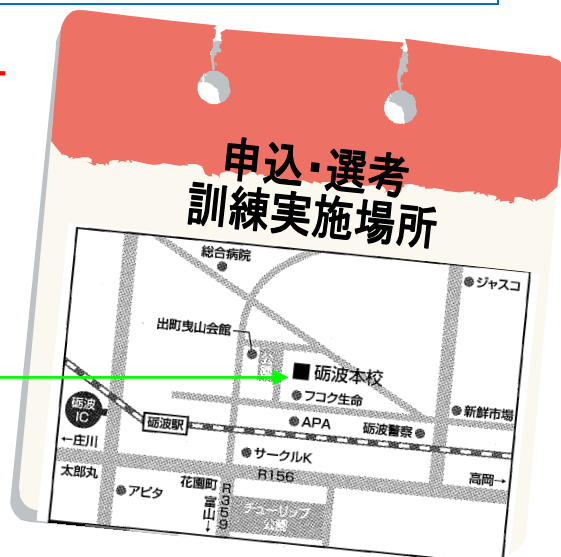 申込・選考
訓練実施場所
総合病院
ジャスコ
出町曳山会館
公園
砺波本校
フコク生命
新鮮市場
砺波IC
砺波駅
APA
砺波警察
←庄川
サークルK
R156
高岡→
太郎丸
アピタ
花園町
R359
富山→
チューリップ
公園